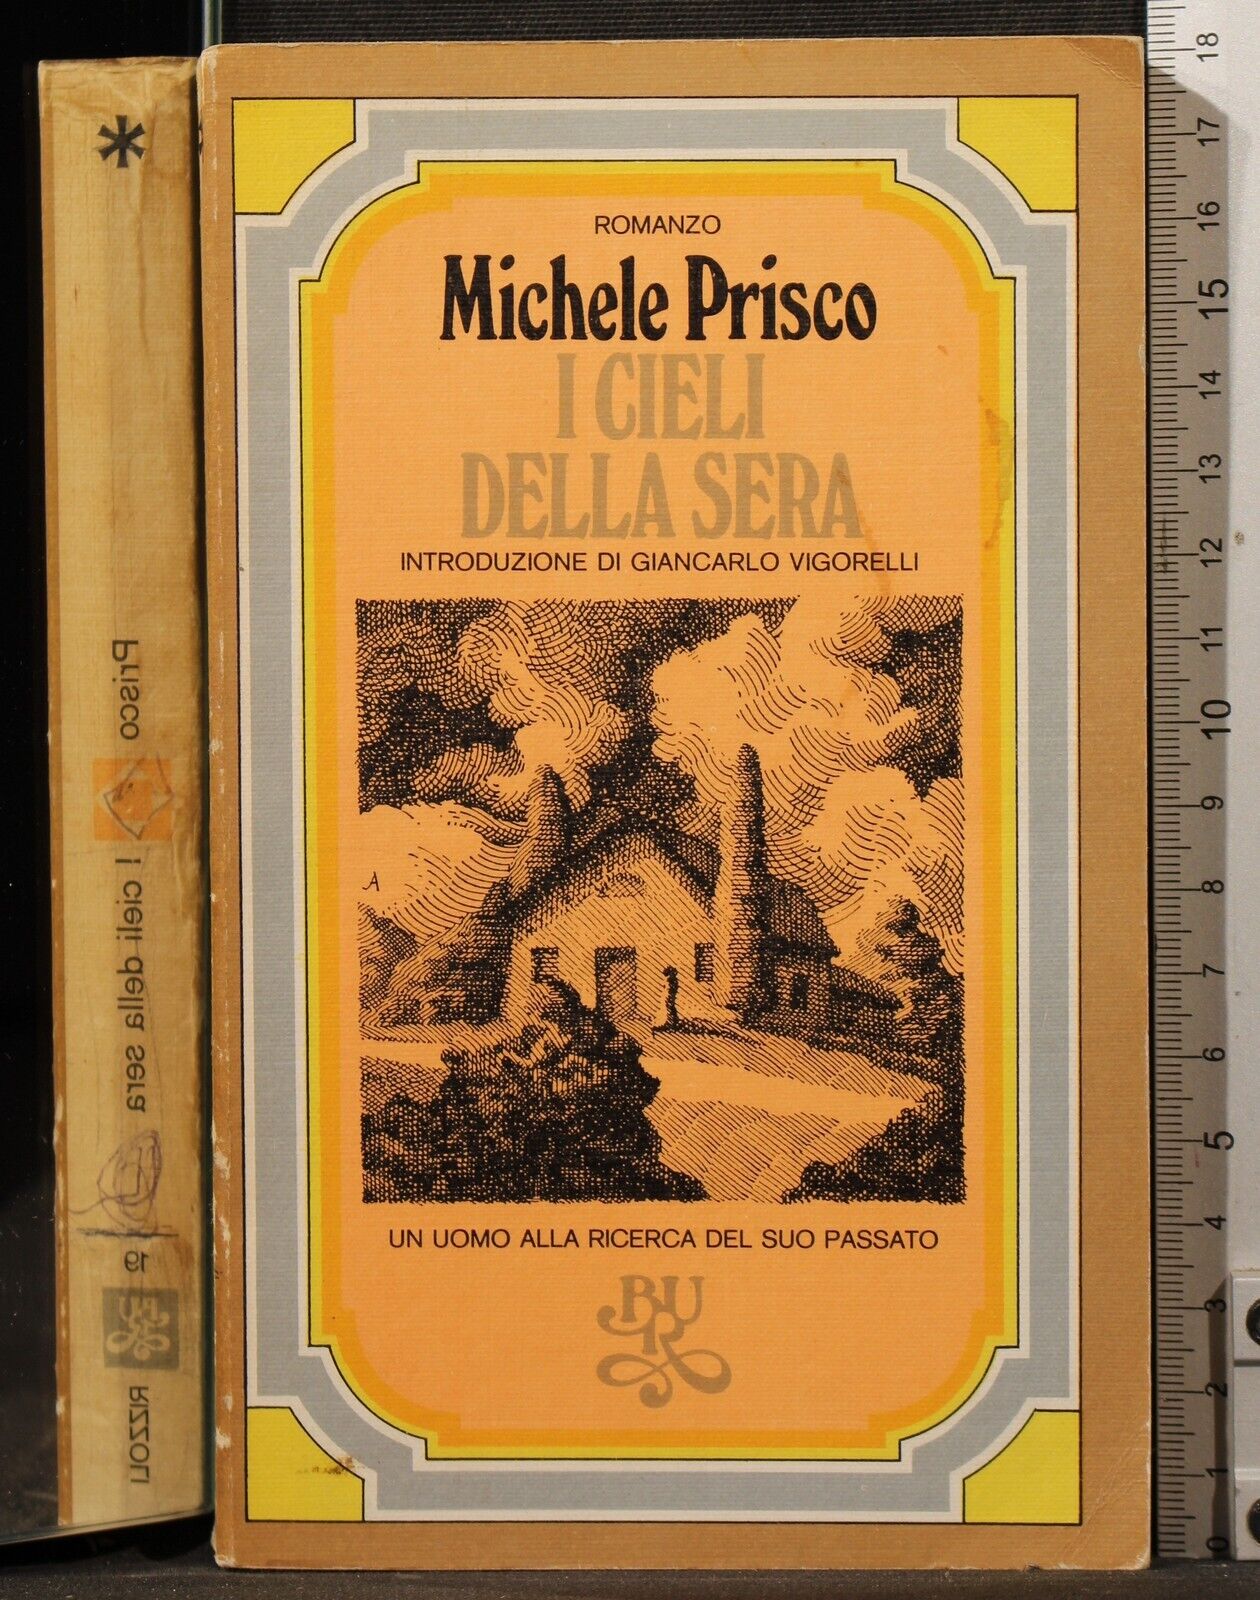 ROMANZO
Michele Prisco
I CIELI
DELLA SERA
INTRODUZIONE DI GIANCARLO VIGORELLI
A
UN UOMO ALLA RICERCA DEL SUO PASSATO
BUR
*
Prisco
I cieli della sera
19
RIZZOLI
18
17
16
15
14
13
12
11
10
9
8
7
6
5
4
3
2
1
0